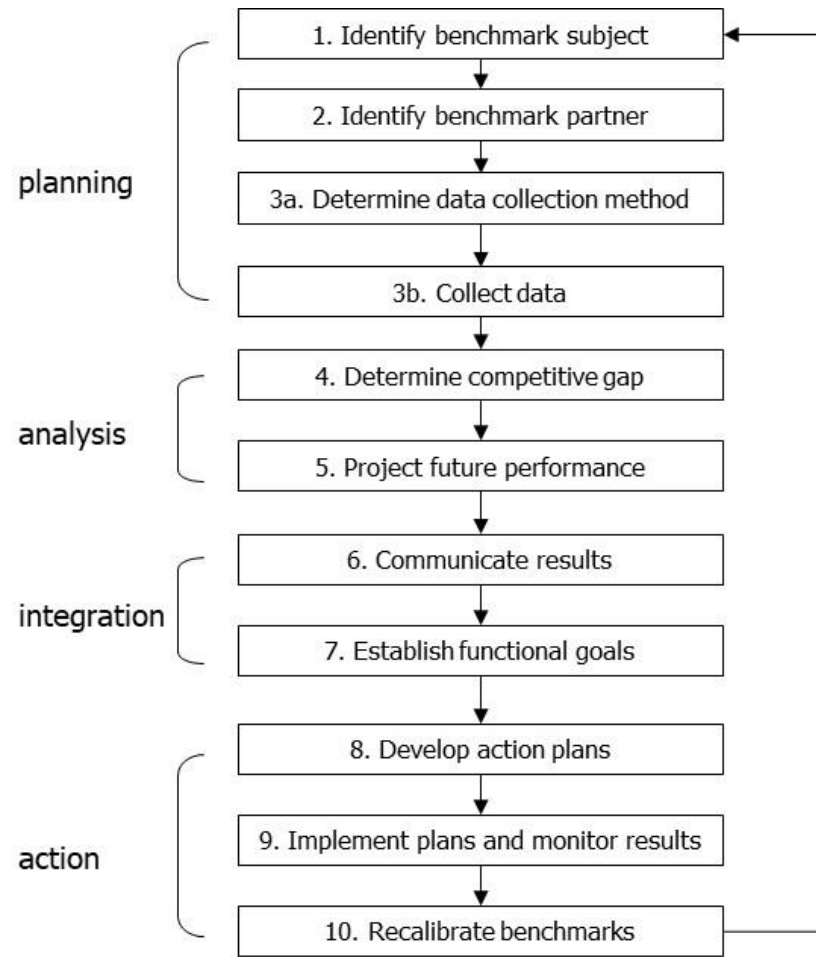 1. Identify benchmark subject
2. Identify benchmark partner
planning
3a. Determine data collection method
3b. Collect data
4. Determine competitive gap
analysis
5. Project future performance
6. Communicate results
integration
7. Establish functional goals
8. Develop action plans
9. Implement plans and monitor results
action
10. Recalibrate benchmarks